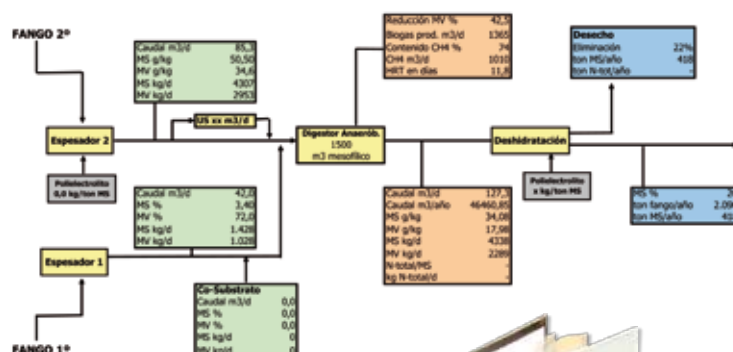 FANGO 2º
Caudal m3/d 85,3
MS g/kg 50,50
MV g/kg 34,6
MS kg/d 4307
MV kg/d 2953
Reducción MV % 42,5
Biogas prod. m3/d 1365
Contenido CH4 % 74
CH4 m3/d 1010
HRT en días 11,8
Desecho
Eliminación 22%
ton MS/año 418
ton N-tot/año -
US xx m3/d
Espesador 2
Digestor Anaerób.
1500
m3 mesofílico
Deshidratación
Polielectrolito
0,0 kg/ton MS
Polielectrolito
x kg/ton MS
Caudal m3/d 42,0
MS % 3,40
MV % 72,0
MS kg/d 1.428
MV kg/d 1.028
Caudal m3/d 127,3
Caudal m3/año 46460,85
MS g/kg 34,08
MV g/kg 17,98
MS kg/d 4338
MV kg/d 2289
N-total/MS -
kg N-total/d -
MS %
ton fango/año 2.09
ton MS/año 41
Espesador 1
Co-Substrato
Caudal m3/d 0,0
MS % 0,0
MV % 0,0
MS kg/d 0
MV kg/d 0
FANGO 1º